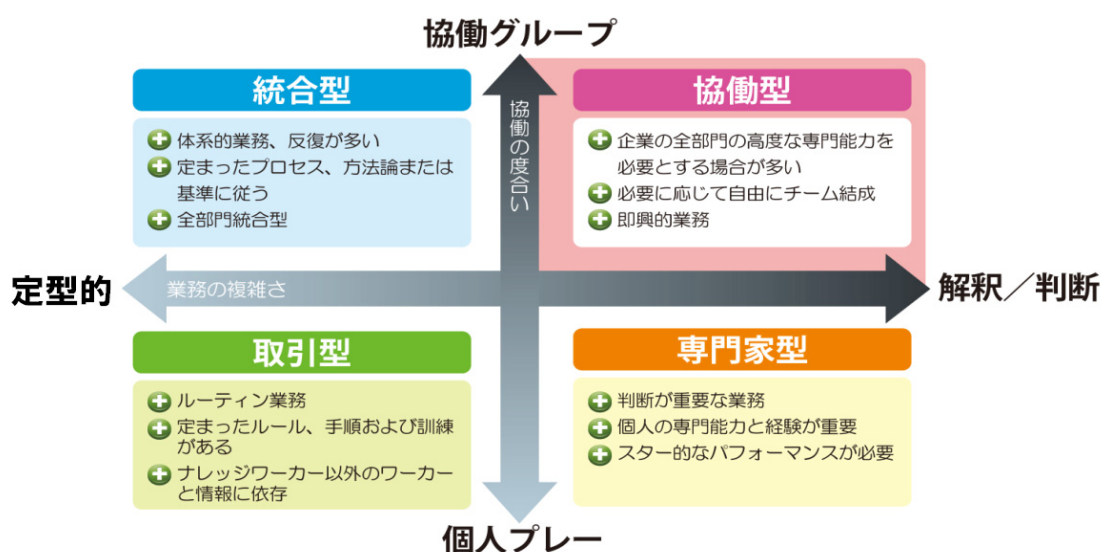 協働グループ
統合型
体系的業務、反復が多い
定まったプロセス、方法論または
基準に従う
全部門統合型
協働の度合い
協働型
企業の全部門の高度な専門能力を
必要とする場合が多い
必要に応じて自由にチーム結成
即興的業務
定型的
業務の複雑さ
解釈／判断
取引型
ルーティン業務
定まったルール、手順および訓練
がある
ナレッジワーカー以外のワーカー
と情報に依存
専門家型
判断が重要な業務
個人の専門能力と経験が重要
スター的なパフォーマンスが必要
個人プレー